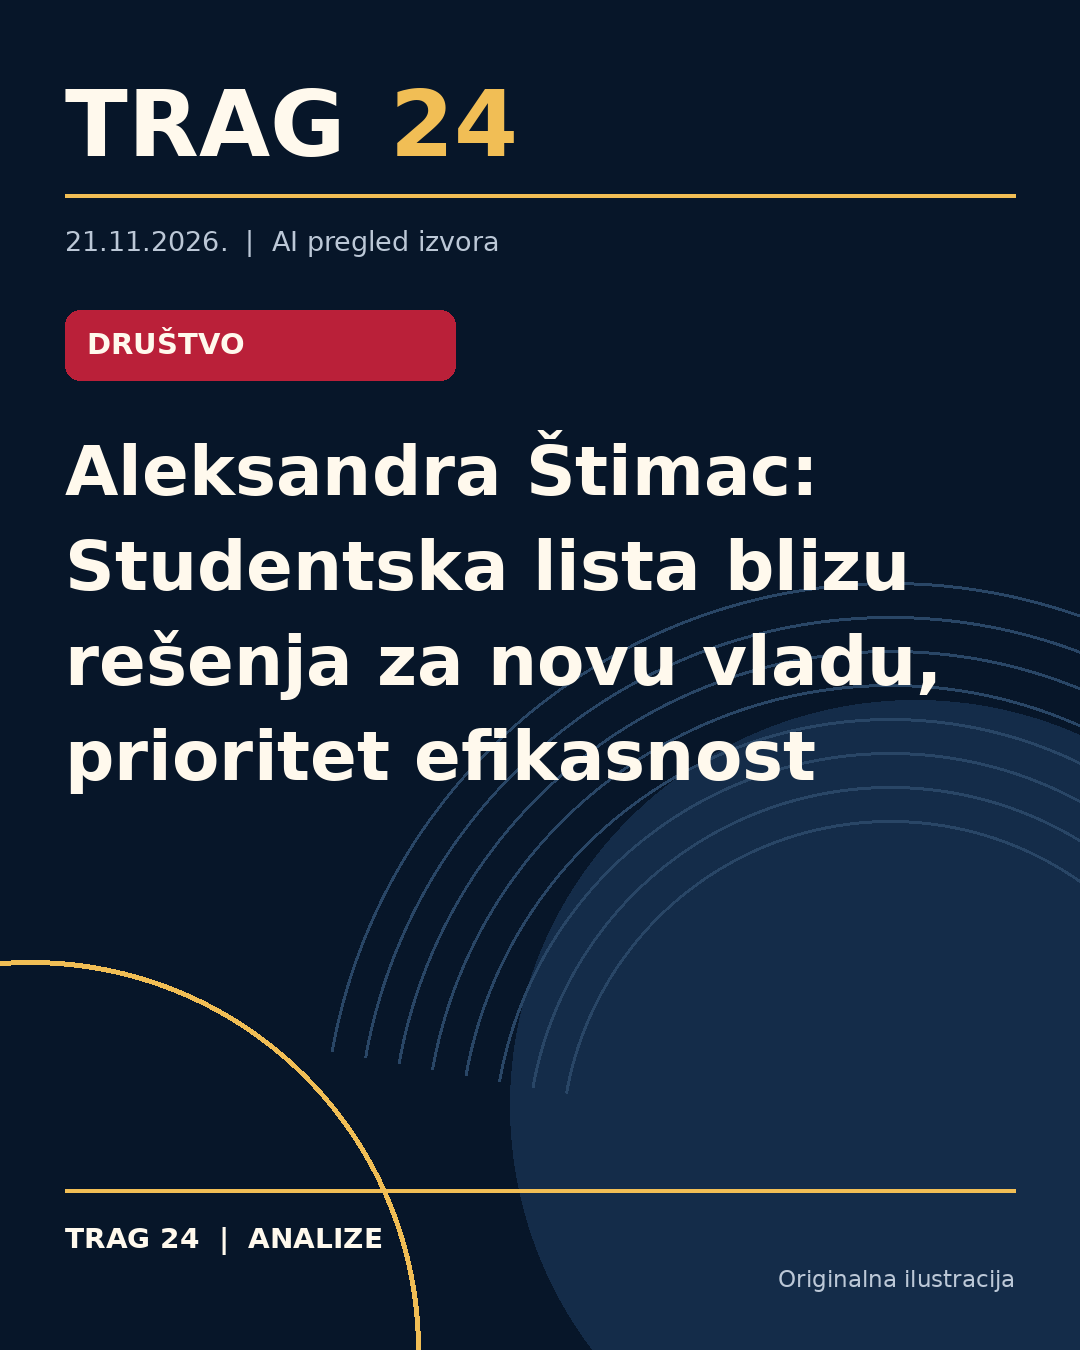 TRAG 24
21.11.2026. | AI pregled izvora
DRUŠTVO
Aleksandra Štimac:
Studentska lista blizu
rešenja za novu vladu,
prioritet efikasnost
TRAG 24 | ANALIZE
Originalna ilustracija